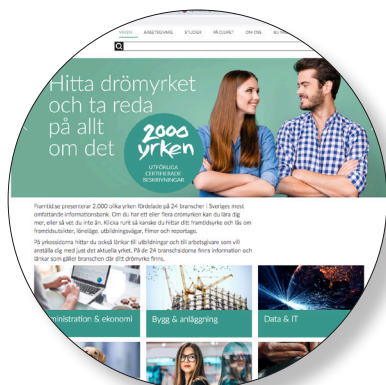 YRKEN ARBETSGIVARE STUDIER PÅ DJUPET OM OSS
Hitta drömyrket
och ta reda
på allt
om det
2000
yrken
UTFÖRLIGA
CERTIFIERADE
BESKRIVNINGAR
Framtid.se presenterar 2.000 olika yrken fördelade på 24 branscher i Sveriges mest
omfattande informationsbank. Om du har ett eller flera drömyrken kan du lära dig
mer, eller så vet du inte än. Klicka runt så kanske du hittar ditt framtidsyrke och läs om
framtidsutsikter, löneläge, utbildningsvägar, filmer och reportage.
På yrkessidorna hittar du också länkar till utbildningar och till arbetsgivare som vill
anställa dig med just det aktuella yrket. På de 24 branschsidorna finns information och
länkar som gäller branschen där ditt drömyrke finns.
ministration & ekonomi
Bygg & anläggning
Data & IT